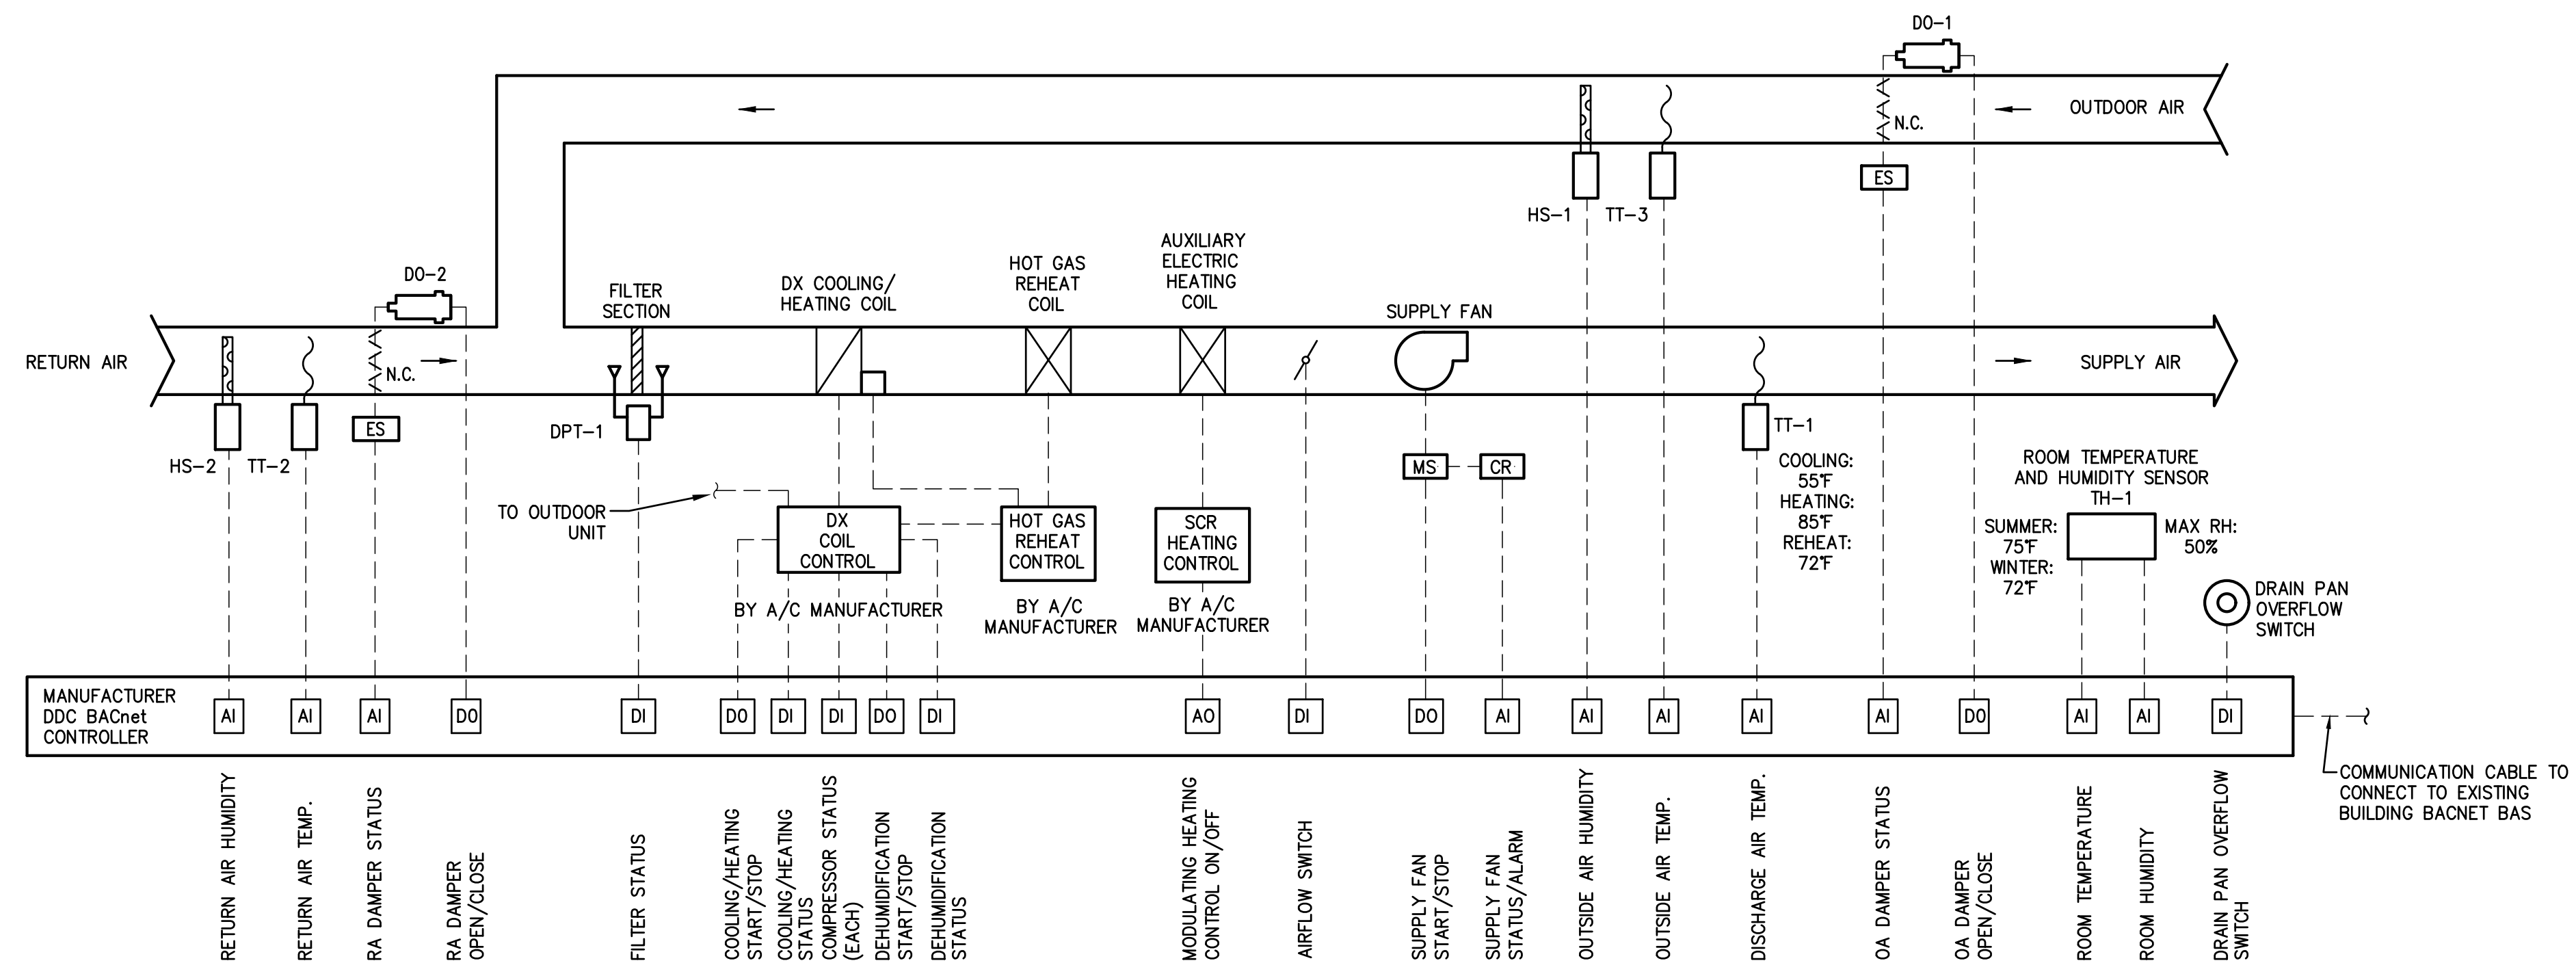 DO-1
OUTDOOR AIR
N.C.
ES
HS-1
TT-3
DO-2
FILTER
SECTION
DX COOLING/
HEATING COIL
HOT GAS
REHEAT
COIL
AUXILIARY
ELECTRIC
HEATING
COIL
SUPPLY FAN
RETURN AIR
N.C.
SUPPLY AIR
ES
HS-2
TT-2
DPT-1
TT-1
MS
CR
COOLING:
55°F
HEATING:
85°F
REHEAT:
72°F
ROOM TEMPERATURE
AND HUMIDITY SENSOR
TH-1
SUMMER:
75°F
WINTER:
72°F
MAX RH:
50%
TO OUTDOOR
UNIT
DX
COIL
CONTROL
HOT GAS
REHEAT
CONTROL
SCR
HEATING
CONTROL
BY A/C MANUFACTURER
BY A/C
MANUFACTURER
BY A/C
MANUFACTURER
DRAIN PAN
OVERFLOW
SWITCH
MANUFACTURER
DDC BACnet
CONTROLLER
AI
AI
AI
DO
DI
DO
DI
DI
DO
DI
AO
DI
DO
AI
AI
AI
AI
AI
DO
AI
AI
DI
COMMUNICATION CABLE TO
CONNECT TO EXISTING
BUILDING BACNET BAS
RETURN AIR HUMIDITY
RETURN AIR TEMP.
RA DAMPER STATUS
RA DAMPER
OPEN/CLOSE
FILTER STATUS
COOLING/HEATING
START/STOP
COOLING/HEATING
STATUS
COMPRESSOR STATUS
(EACH)
DEHUMIDIFICATION
START/STOP
DEHUMIDIFICATION
STATUS
MODULATING HEATING
CONTROL ON/OFF
AIRFLOW SWITCH
SUPPLY FAN
START/STOP
SUPPLY FAN
STATUS/ALARM
OUTSIDE AIR HUMIDITY
OUTSIDE AIR TEMP.
DISCHARGE AIR TEMP.
OA DAMPER STATUS
OA DAMPER
OPEN/CLOSE
ROOM TEMPERATURE
ROOM HUMIDITY
DRAIN PAN OVERFLOW
SWITCH